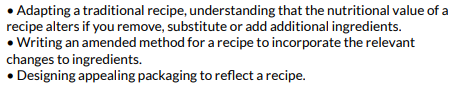 • Adapting a traditional recipe, understanding that the nutritional value of a
recipe alters if you remove, substitute or add additional ingredients.
• Writing an amended method for a recipe to incorporate the relevant
changes to ingredients.
• Designing appealing packaging to reflect a recipe.